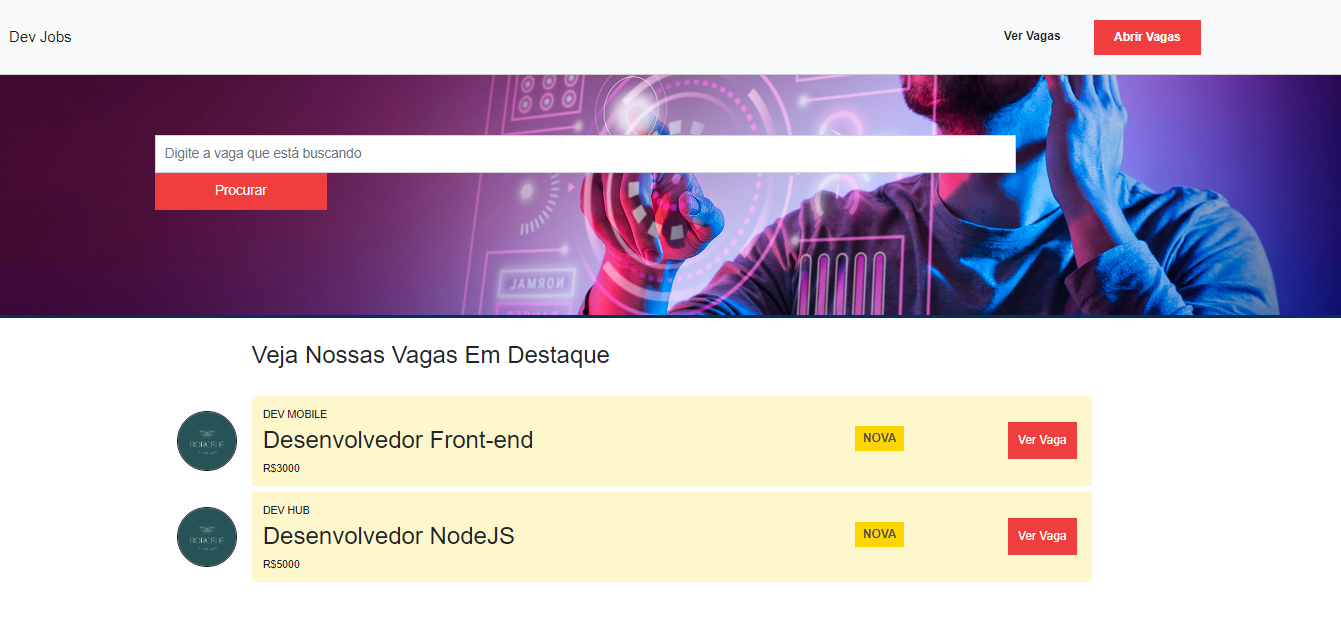 Dev Jobs
Ver Vagas
Abrir Vagas
Digite a vaga que está buscando
Procurar
NORMAL
Veja Nossas Vagas Em Destaque
DEV MOBILE
Desenvolvedor Front-end
R$3000
NOVA
Ver Vaga
DEV HUB
Desenvolvedor NodeJS
R$5000
NOVA
Ver Vaga